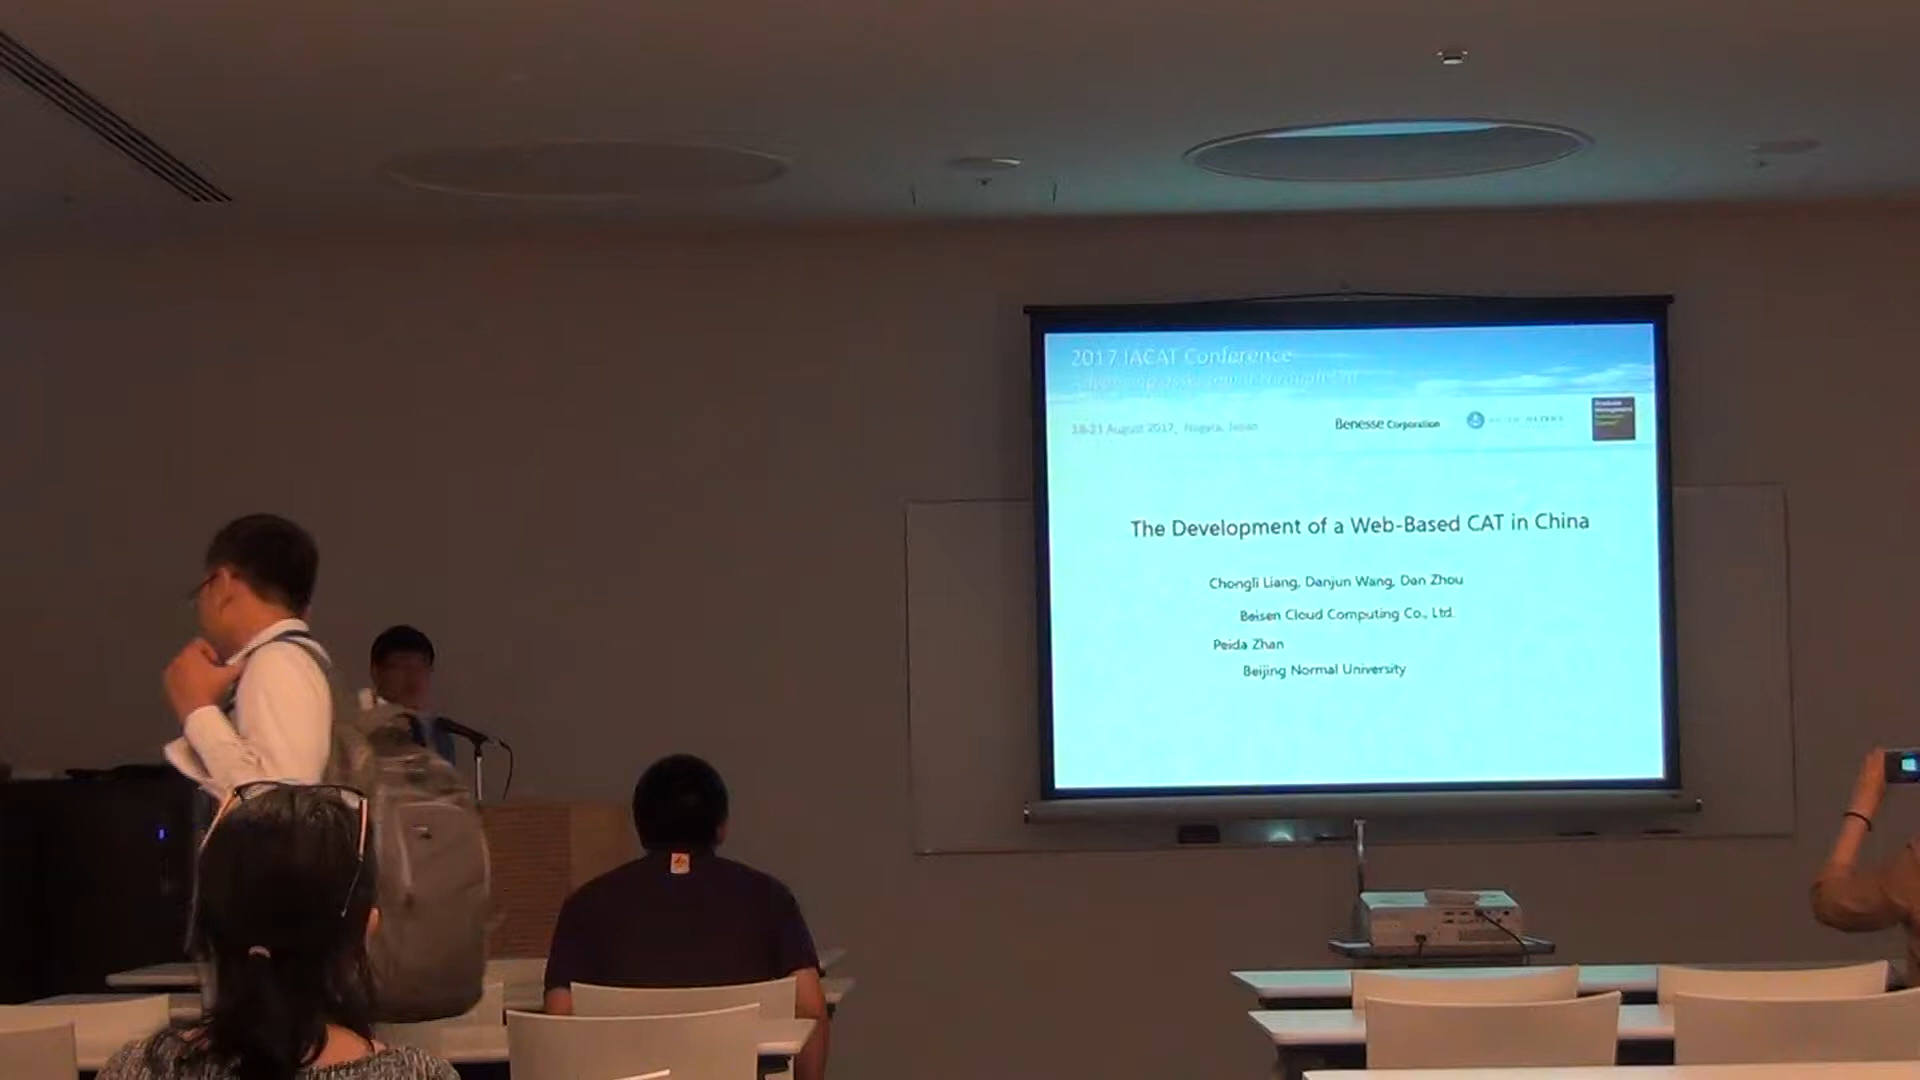 2017 IACAT Conference
18-21 August 2017, Niigata, Japan
Benesse Corporation
The Development of a Web-Based CAT in China
Chongli Liang, Danjun Wang, Dan Zhou
Beisen Cloud Computing Co., Ltd.
Peida Zhan
Beijing Normal University